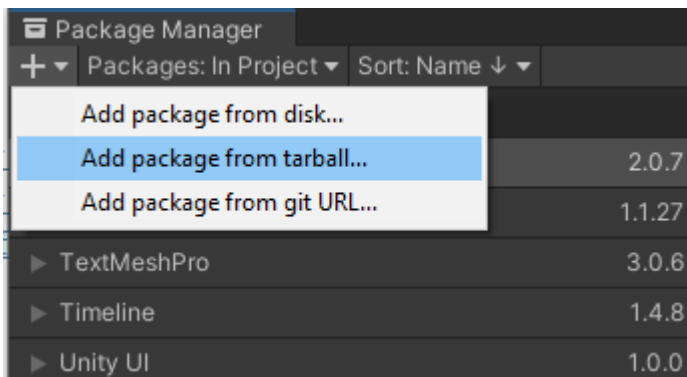 Package Manager
+ Packages: In Project Sort: Name ↓
Add package from disk...
Add package from tarball...
2.0.7
Add package from git URL...
1.1.27
TextMeshPro 3.0.6
Timeline 1.4.8
Unity UI 1.0.0